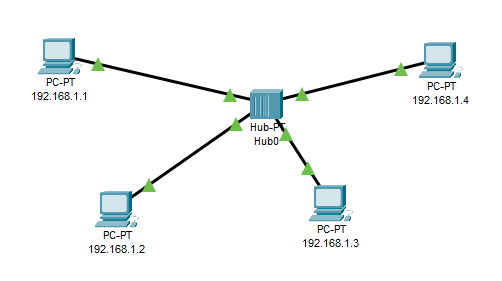 PC-PT
192.168.1.1
PC-PT
192.168.1.4
Hub-PT
Hub0
PC-PT
192.168.1.2
PC-PT
192.168.1.3